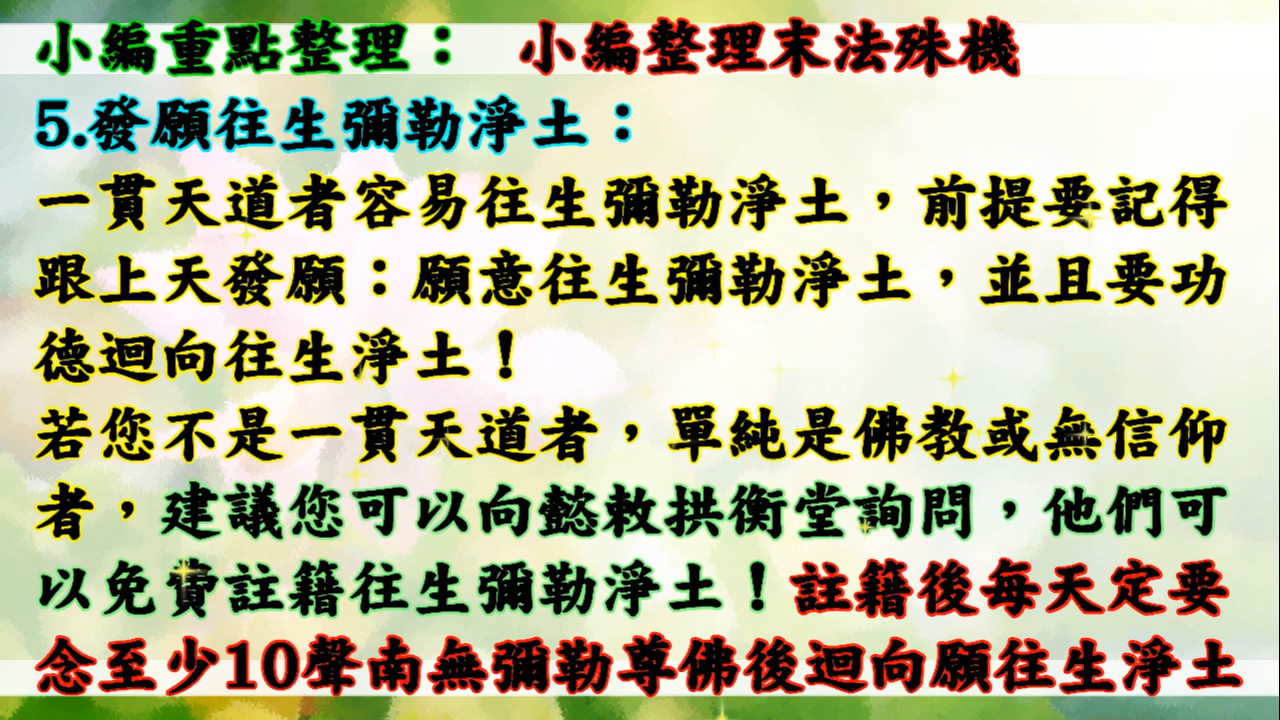 小編重點整理： 小編整理末法殊機
5.發願往生彌勒淨土：
一貫天道者容易往生彌勒淨土，前提要記得
跟上天發願：願意往生彌勒淨土，並且要功
德迴向往生淨土！
若您不是一貫天道者，單純是佛教或無信仰
者，建議您可以向懿敕拱衡堂詢問，他們可
以免費註籍往生彌勒淨土！註籍後每天定要
念至少10聲南無彌勒尊佛後迴向願往生淨土